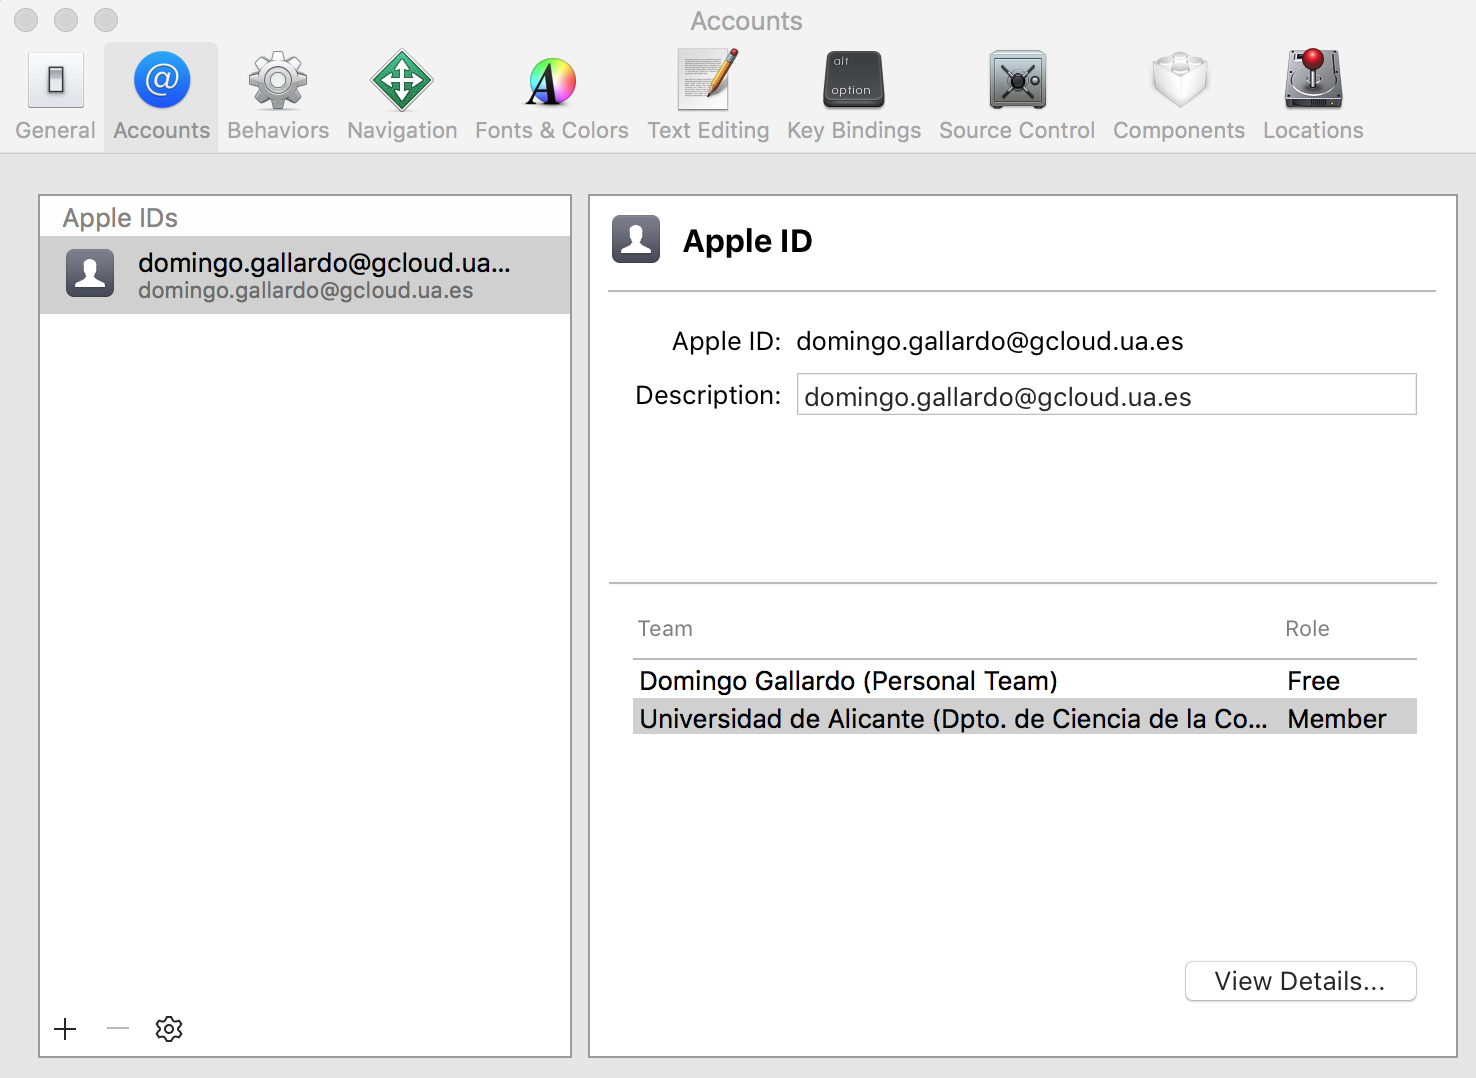 Accounts
General Accounts Behaviors Navigation Fonts & Colors Text Editing Key Bindings Source Control Components Locations
alt
option
Apple IDs
domingo.gallardo@gcloud.ua...
domingo.gallardo@gcloud.ua.es
Apple ID
Apple ID: domingo.gallardo@gcloud.ua.es
Description: domingo.gallardo@gcloud.ua.es
Team Role
Domingo Gallardo (Personal Team) Free
Universidad de Alicante (Dpto. de Ciencia de la Co... Member
View Details...